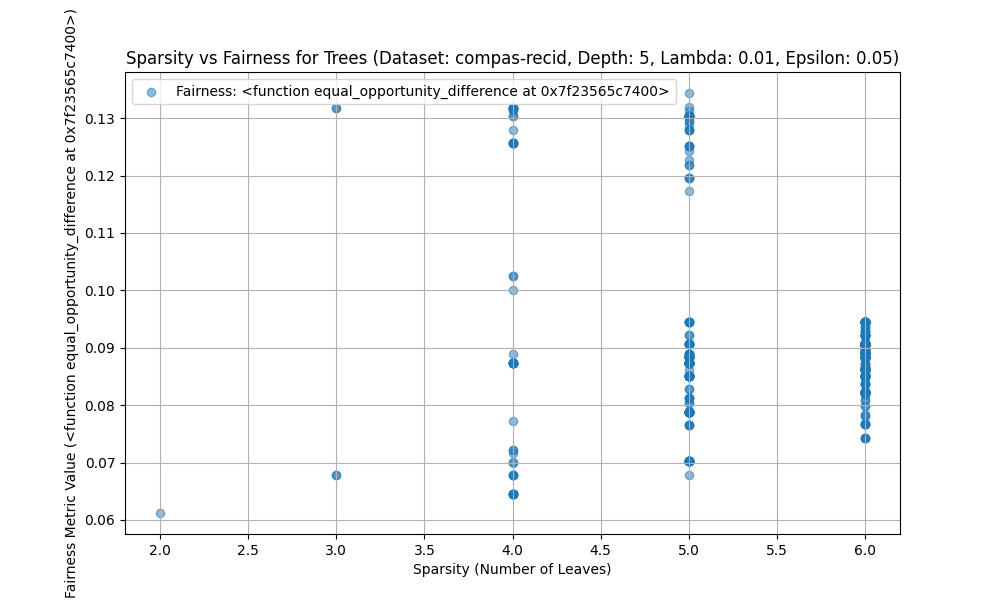 Sparsity vs Fairness for Trees (Dataset: compas-recid, Depth: 5, Lambda: 0.01, Epsilon: 0.05)
Fairness: <function equal_opportunity_difference at 0x7f23565c7400>
Fairness Metric Value (<function equal_opportunity_difference at 0x7f23565c7400>)
0.13
0.12
0.11
0.10
0.09
0.08
0.07
0.06
2.0 2.5 3.0 3.5 4.0 4.5 5.0 5.5 6.0
Sparsity (Number of Leaves)